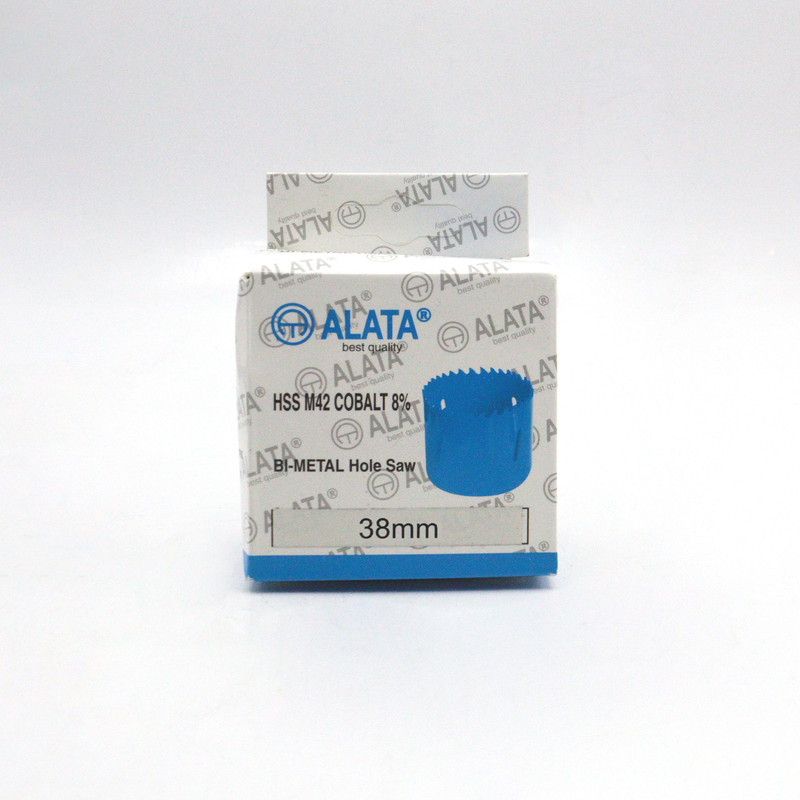 ALATA®
best quality
HSS M42 COBALT 8%
BI-METAL Hole Saw
38mm